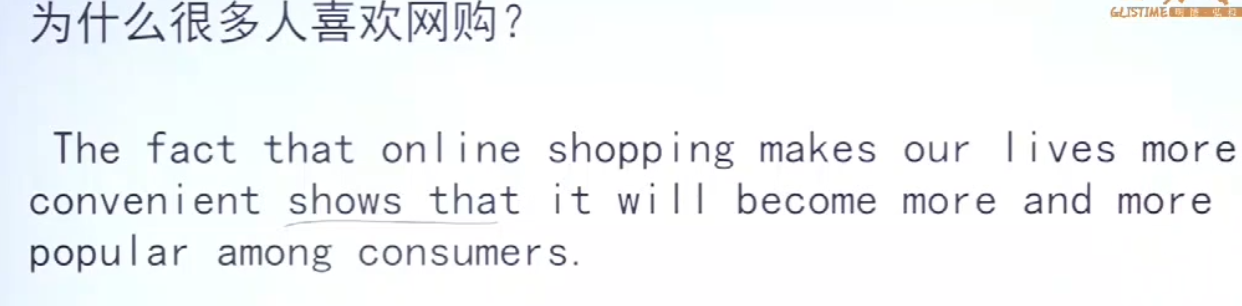 为什么很多人喜欢网购?
GLISTIME
The fact that online shopping makes our lives more
convenient shows that it will become more and more
popular among consumers.